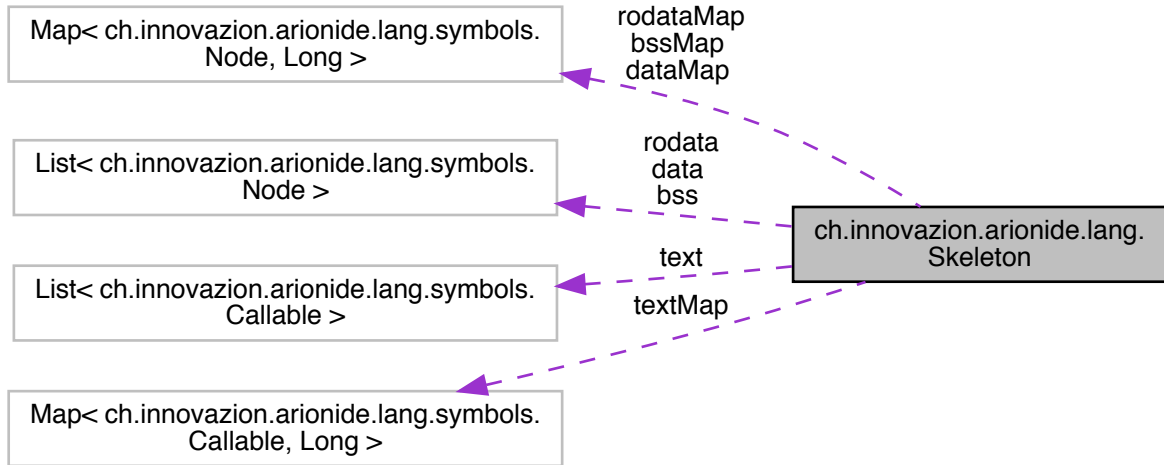 Map< ch.innovazion.arionide.lang.symbols.
Node, Long >
rodataMap
bssMap
dataMap
List< ch.innovazion.arionide.lang.symbols.
Node >
rodata
data
bss
ch.innovazion.arionide.lang.
Skeleton
List< ch.innovazion.arionide.lang.symbols.
Callable >
text
textMap
Map< ch.innovazion.arionide.lang.symbols.
Callable, Long >